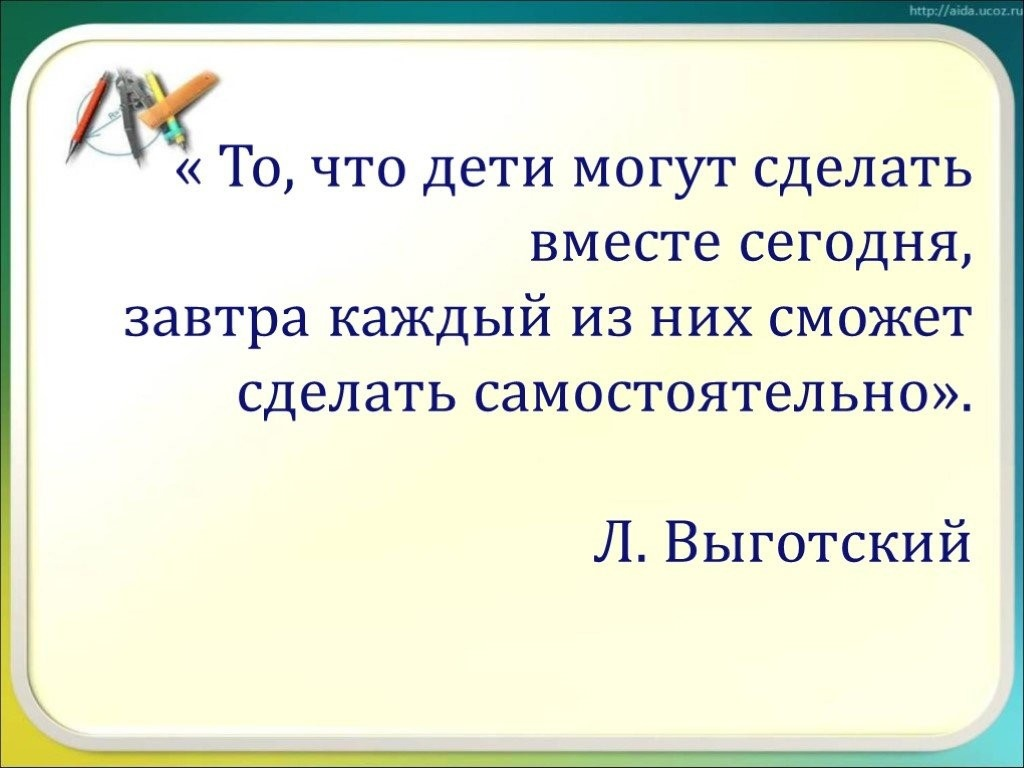 http://aida.ucoz.ru
« То, что дети могут сделать
вместе сегодня,
завтра каждый из них сможет
сделать самостоятельно».
Л. Выготский